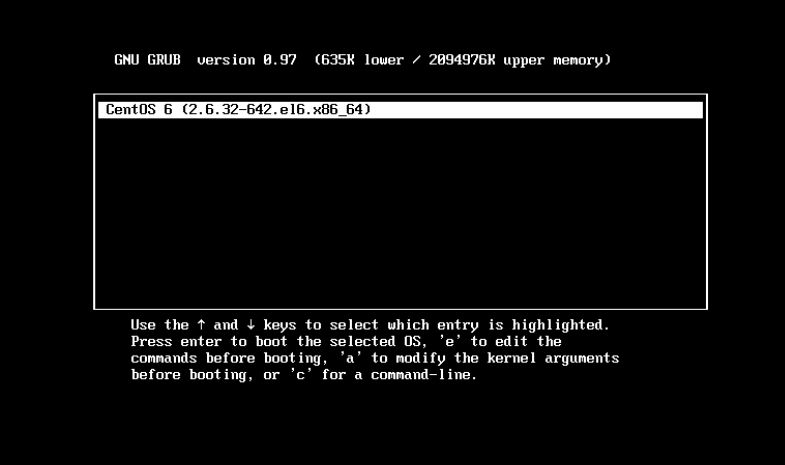 GNU GRUB  version 0.97  (635K lower / 2094976K upper memory)
CentOS 6 (2.6.32-642.el6.x86_64)
Use the ↑ and ↓ keys to select which entry is highlighted.
Press enter to boot the selected OS, 'e' to edit the
commands before booting, 'a' to modify the kernel arguments
before booting, or 'c' for a command-line.